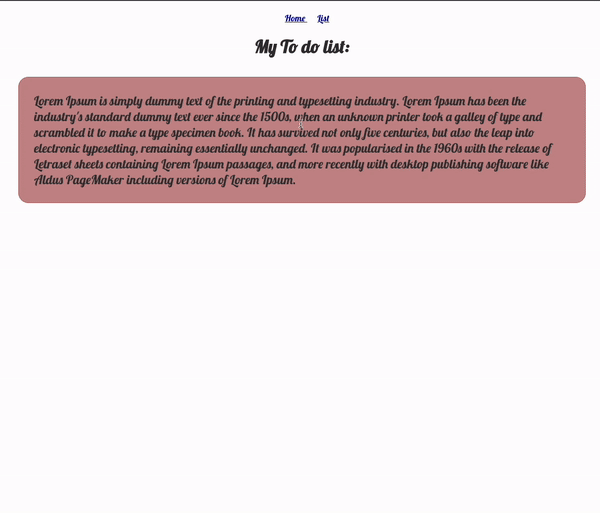 Home List
My To do list:
Lorem Ipsum is simply dummy text of the printing and typesetting industry. Lorem Ipsum has been the
industry's standard dummy text ever since the 1500s, when an unknown printer took a galley of type and
scrambled it to make a type specimen book. It has survived not only five centuries, but also the leap into
electronic typesetting, remaining essentially unchanged. It was popularised in the 1960s with the release of
Letraset sheets containing Lorem Ipsum passages, and more recently with desktop publishing software like
Aldus PageMaker including versions of Lorem Ipsum.